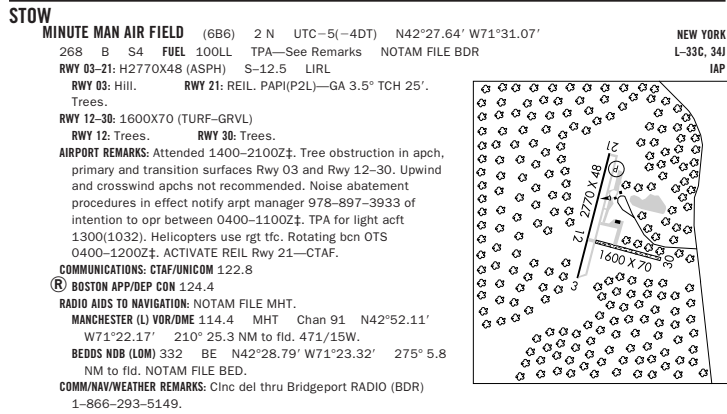 STOW
MINUTE MAN AIR FIELD (6B6) 2 N UTC–5(–4DT) N42°27.64′ W71°31.07′
268 B S4 FUEL 100LL TPA—See Remarks NOTAM FILE BDR
RWY 03–21: H2770X48 (ASPH) S–12.5 LIRL
RWY 03: Hill. RWY 21: REIL. PAPI(P2L)—GA 3.5° TCH 25′.
Trees.
RWY 12–30: 1600X70 (TURF–GRVL)
RWY 12: Trees. RWY 30: Trees.
AIRPORT REMARKS: Attended 1400–2100Z‡. Tree obstruction in apch,
primary and transition surfaces Rwy 03 and Rwy 12–30. Upwind
and crosswind apchs not recommended. Noise abatement
procedures in effect notify arpt manager 978–897–3933 of
intention to opr between 0400–1100Z‡. TPA for light acft
1300(1032). Helicopters use rgt tfc. Rotating bcn OTS
0400–1200Z‡. ACTIVATE REIL Rwy 21—CTAF.
COMMUNICATIONS: CTAF/UNICOM 122.8
Ⓡ BOSTON APP/DEP CON 124.4
RADIO AIDS TO NAVIGATION: NOTAM FILE MHT.
MANCHESTER (L) VOR/DME 114.4 MHT Chan 91 N42°52.11′
W71°22.17′ 210° 25.3 NM to fld. 471/15W.
BEDDS NDB (LOM) 332 BE N42°28.79′ W71°23.32′ 275° 5.8
NM to fld. NOTAM FILE BED.
COMM/NAV/WEATHER REMARKS: Clnc del thru Bridgeport RADIO (BDR)
1–866–293–5149.
NEW YORK
L–33C, 34J
IAP
21
P
2770 X 48
12
1600 X 70
30
3